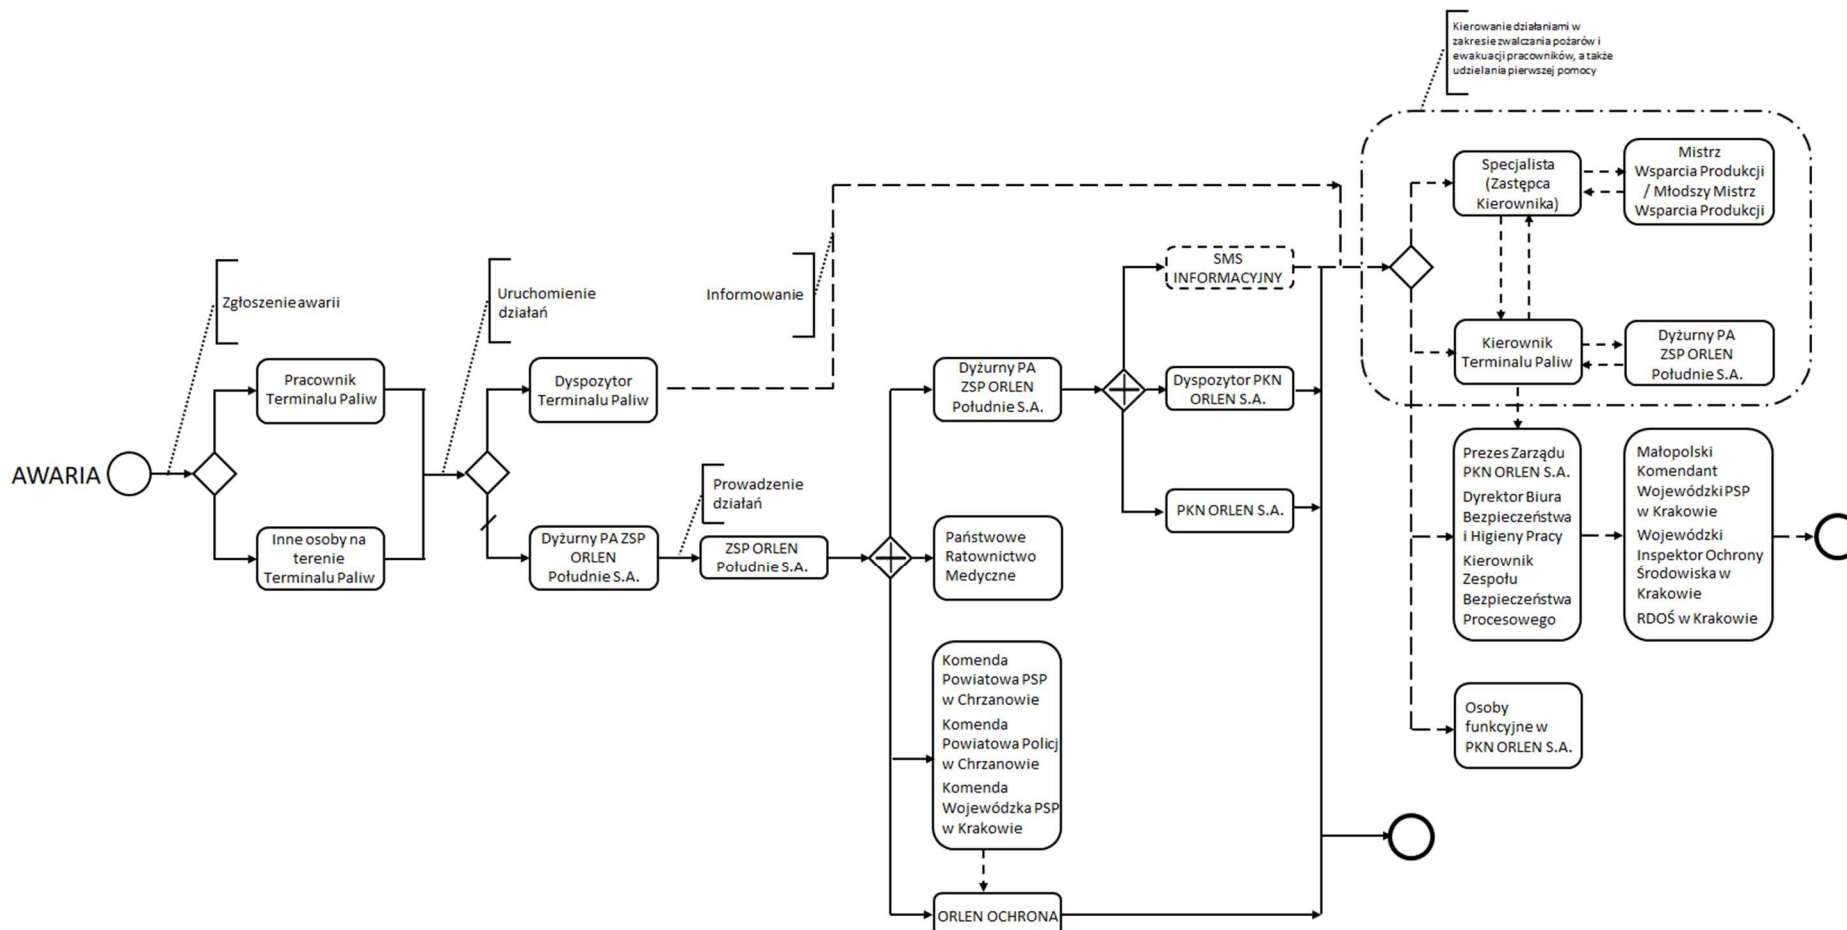 Kierowanie działaniami w
zakresie zwalczania pożarów i
ewakuacji pracowników, a także
udzielania pierwszej pomocy
Specjalista
(Zastępca
Kierownika)
Mistrz
Wsparcia Produkcji
/ Młodszy Mistrz
Wsparcia Produkcji
Zgłoszenie awarii
Uruchomienie
działań
Informowanie
SMS
INFORMACYJNY
Kierownik
Terminalu Paliw
Dyżurny PA
ZSP ORLEN
Południe S.A.
Pracownik
Terminalu Paliw
Dyspozytor
Terminalu Paliw
Dyżurny PA
ZSP ORLEN
Południe S.A.
Dyspozytor PKN
ORLEN S.A.
AWARIA
Prowadzenie
działań
PKN ORLEN S.A.
Prezes Zarządu
PKN ORLEN S.A.
Dyrektor Biura
Bezpieczeństwa
i Higieny Pracy
Kierownik
Zespołu
Bezpieczeństwa
Procesowego
Małopolski
Komendant
Wojewódzki PSP
w Krakowie
Wojewódzki
Inspektor Ochrony
Środowiska w
Krakowie
RDOŚ w Krakowie
Inne osoby na
terenie
Terminalu Paliw
Dyżurny PA ZSP
ORLEN
Południe S.A.
ZSP ORLEN
Południe S.A.
Państwowe
Ratownictwo
Medyczne
Komenda
Powiatowa PSP
w Chrzanowie
Komenda
Powiatowa Policj
w Chrzanowie
Komenda
Wojewódzka PSP
w Krakowie
Osoby
funkcyjne w
PKN ORLEN S.A.
ORLEN OCHRONA